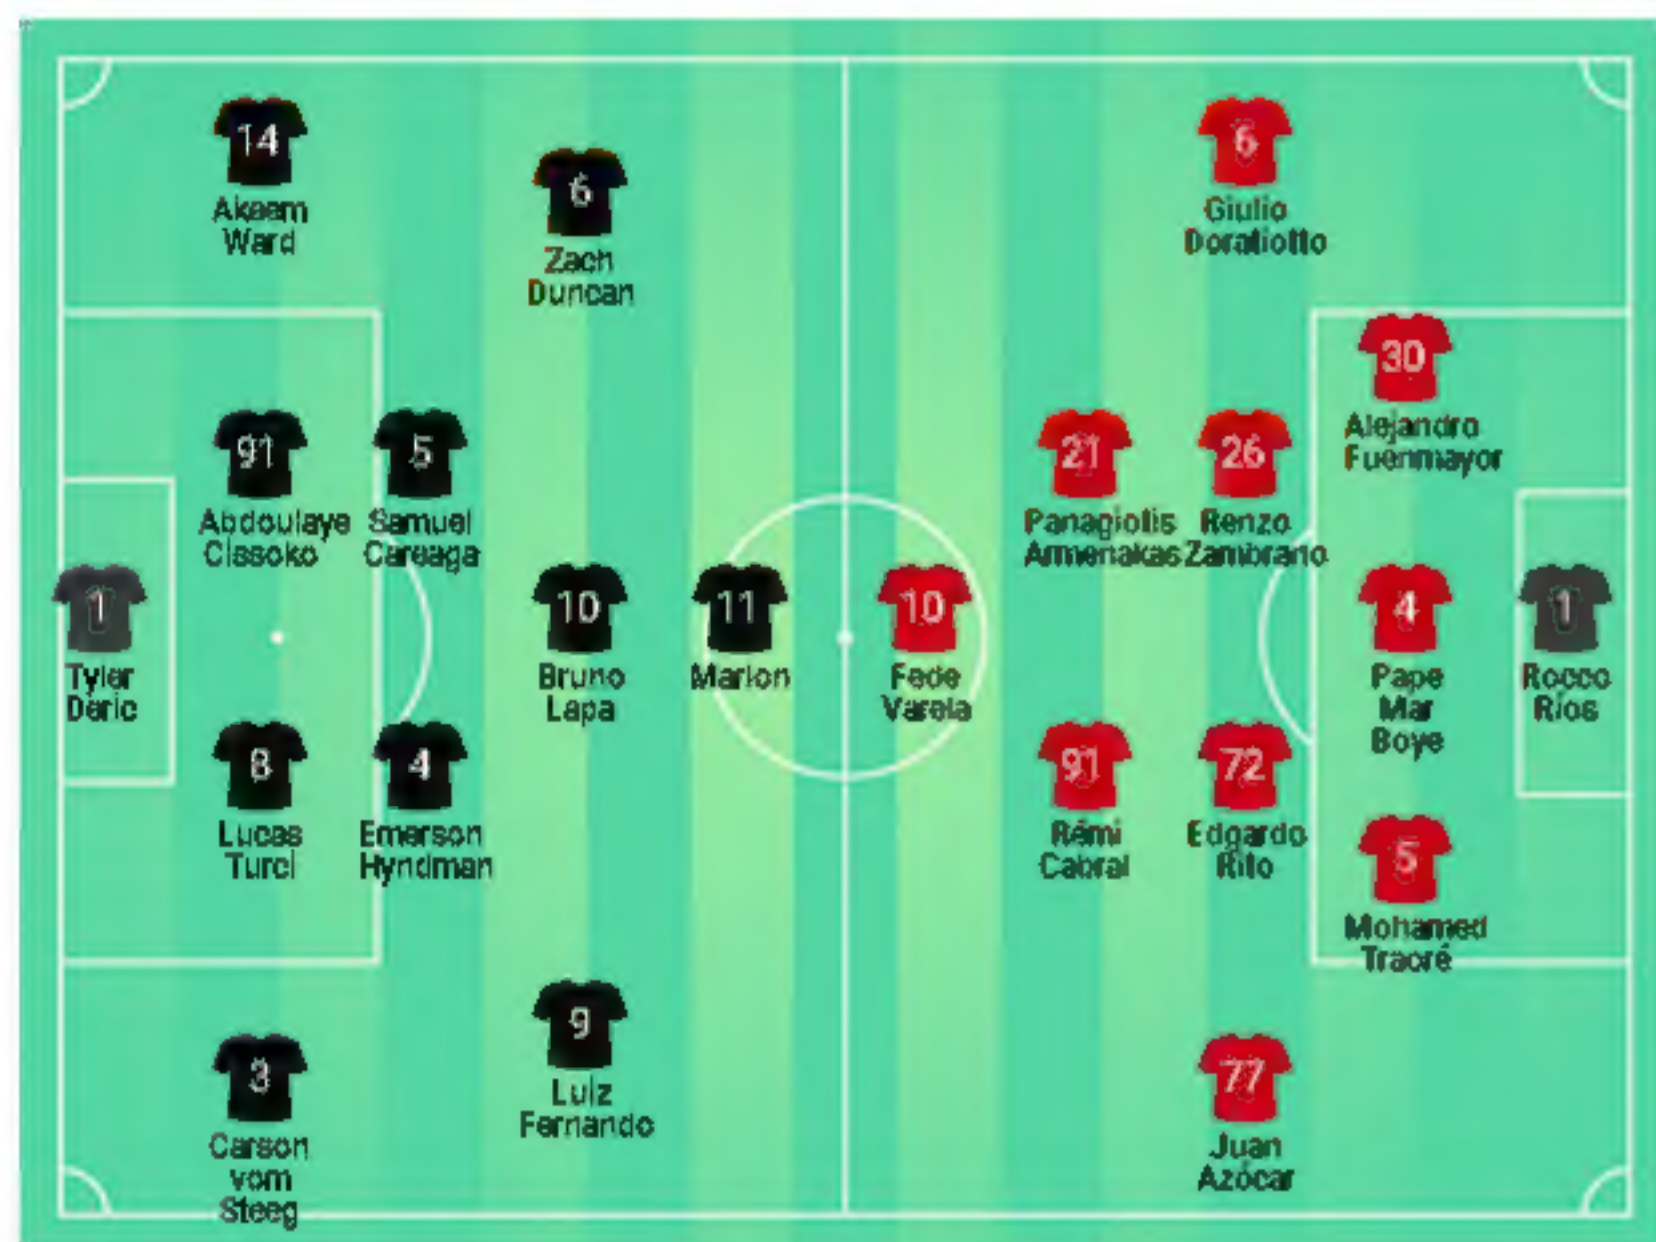 14
Akeem
Ward
6
Zach
Duncan
6
Giulio
Doratiotto
30
Alejandro
Fuenmayor
91
Abdoulaye
Cissoko
5
Samuel
Careaga
21
Panagiotis
Armenakas
26
Renzo
Zambrano
1
Tyler
Deric
10
Bruno
Lapa
11
Marlon
10
Fede
Varela
4
Pape
Mar
Boye
1
Rocco
Ríos
8
Lucas
Turci
4
Emerson
Hyndman
91
Rémi
Cabral
72
Edgardo
Rito
5
Mohamed
Traoré
9
Luiz
Fernando
3
Carson
vom
Steeg
77
Juan
Azócar